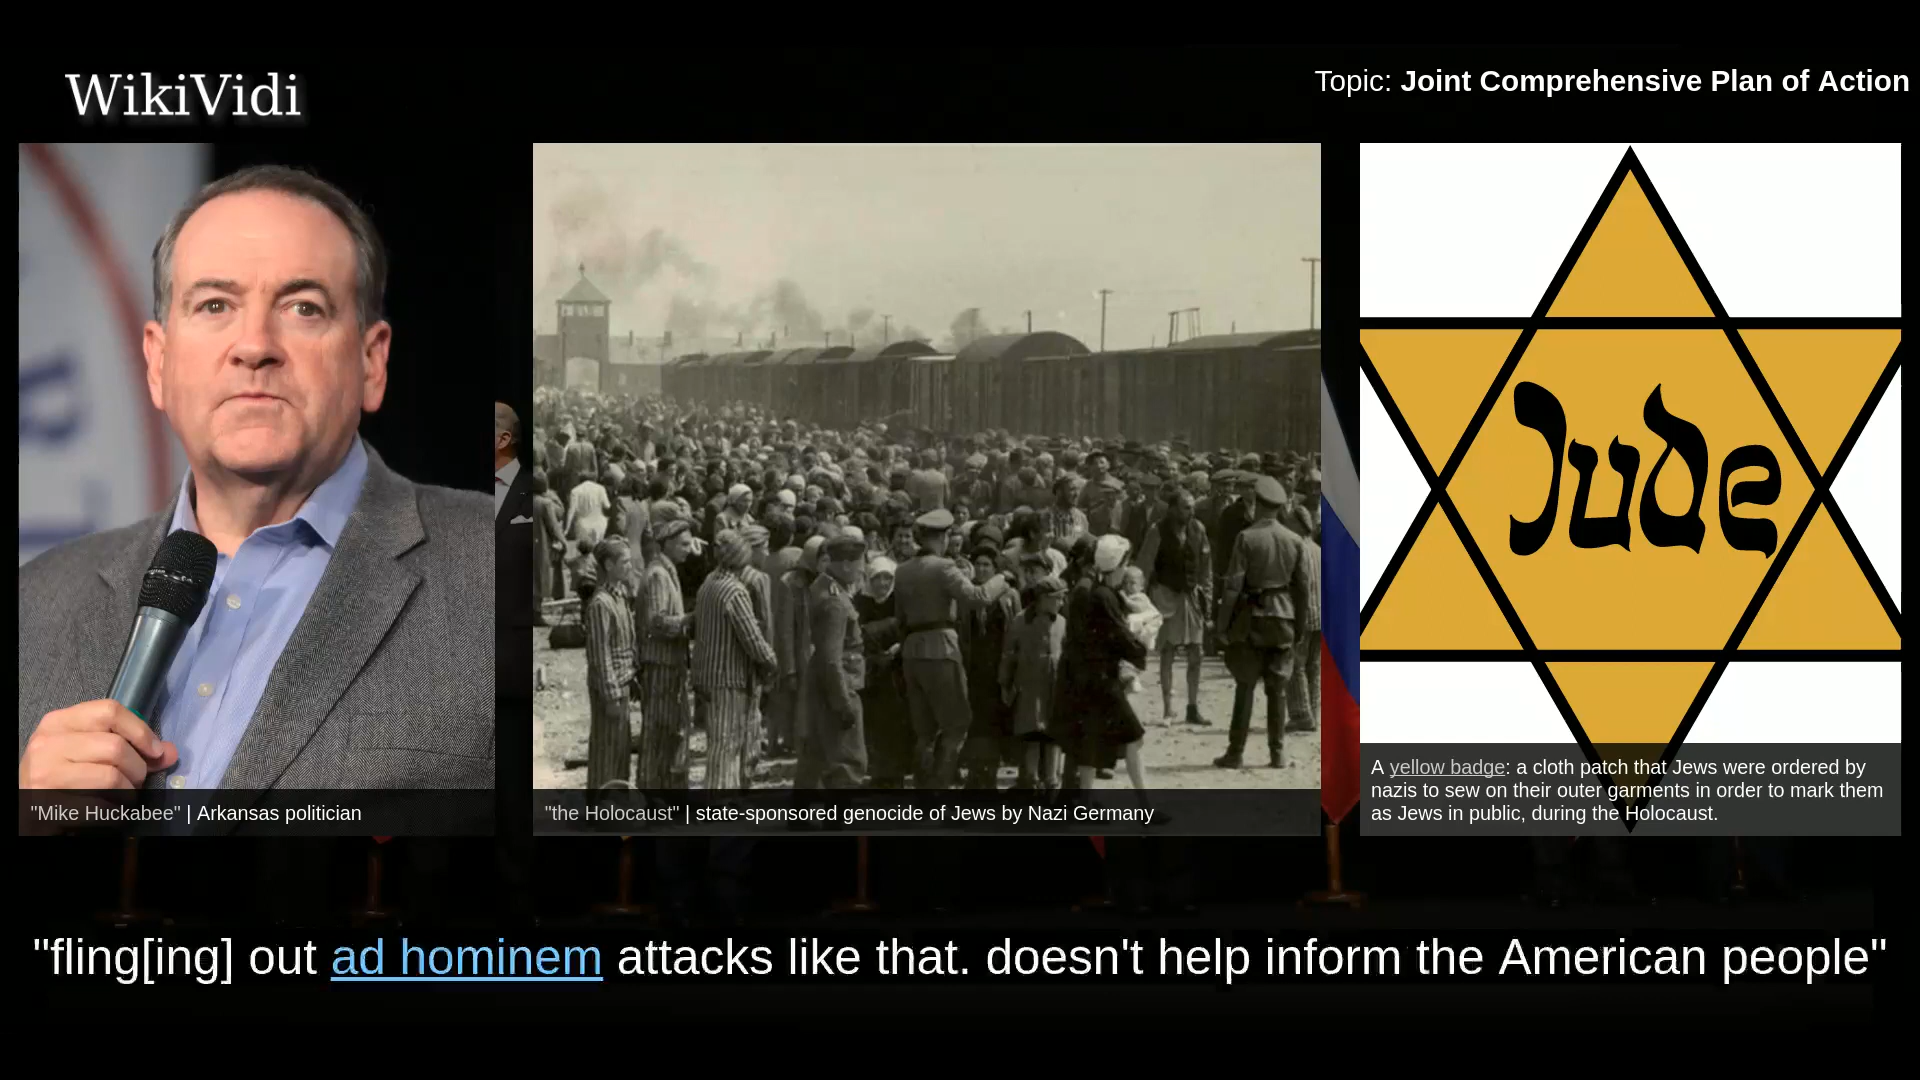 WikiVidi
Topic: Joint Comprehensive Plan of Action
Jude
"Mike Huckabee" | Arkansas politician
"the Holocaust" | state-sponsored genocide of Jews by Nazi Germany
A yellow badge: a cloth patch that Jews were ordered by
nazis to sew on their outer garments in order to mark them
as Jews in public, during the Holocaust.
"fling[ing] out ad hominem attacks like that. doesn't help inform the American people"